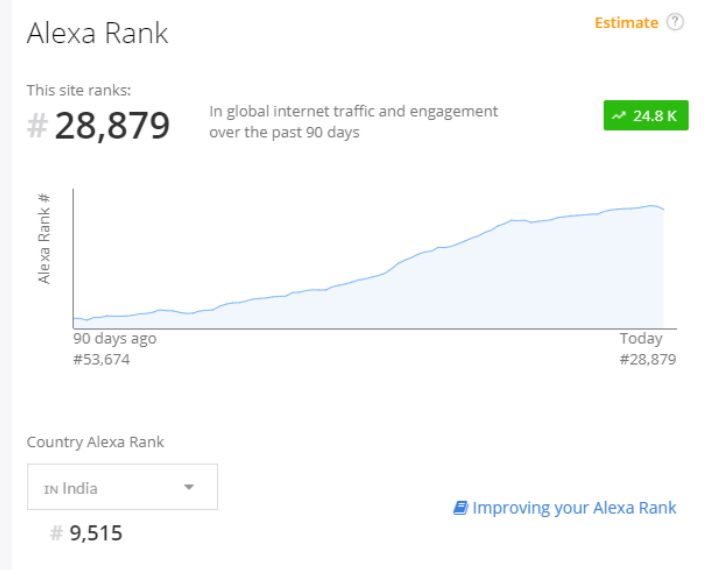 Alexa Rank
Estimate ?
This site ranks:
# 28,879
In global internet traffic and engagement
over the past 90 days
24.8 K
Alexa Rank #
90 days ago
#53,674
Today
#28,879
Country Alexa Rank
IN India
# 9,515
Improving your Alexa Rank